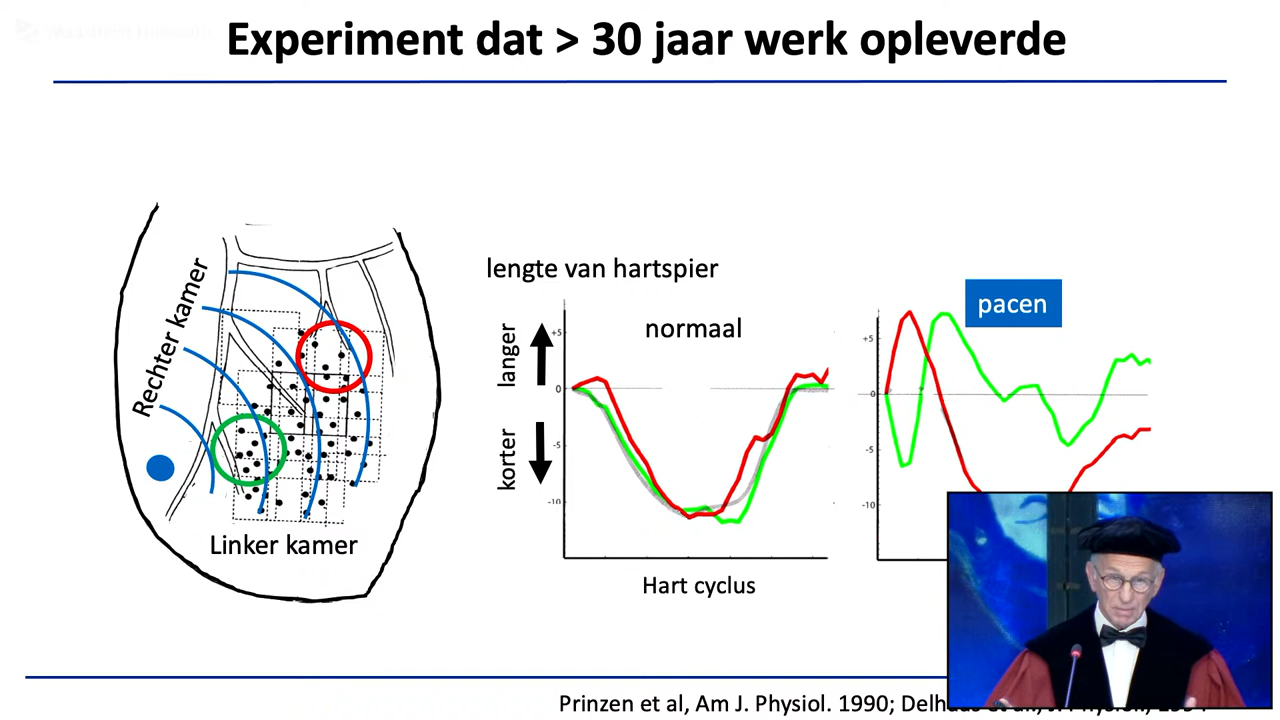 Experiment dat > 30 jaar werk opleverde
Rechter kamer
Linker kamer
lengte van hartspier
langer
korter
+5
0
-5
-10
normaal
Hart cyclus
pacen
+5
0
-5
-10
Prinzen et al, Am J. Physiol. 1990;